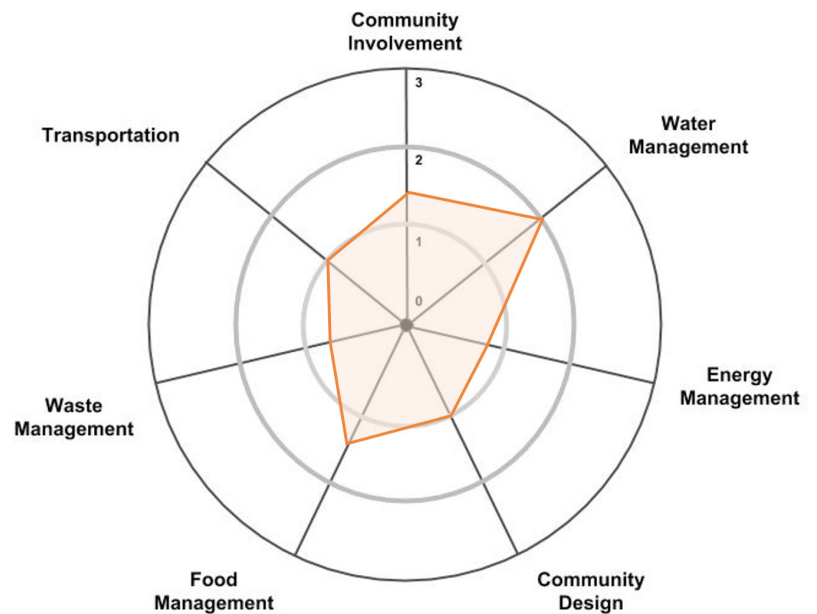 Community
Involvement
3
Transportation
Water
Management
2
1
0
Energy
Management
Waste
Management
Food
Management
Community
Design